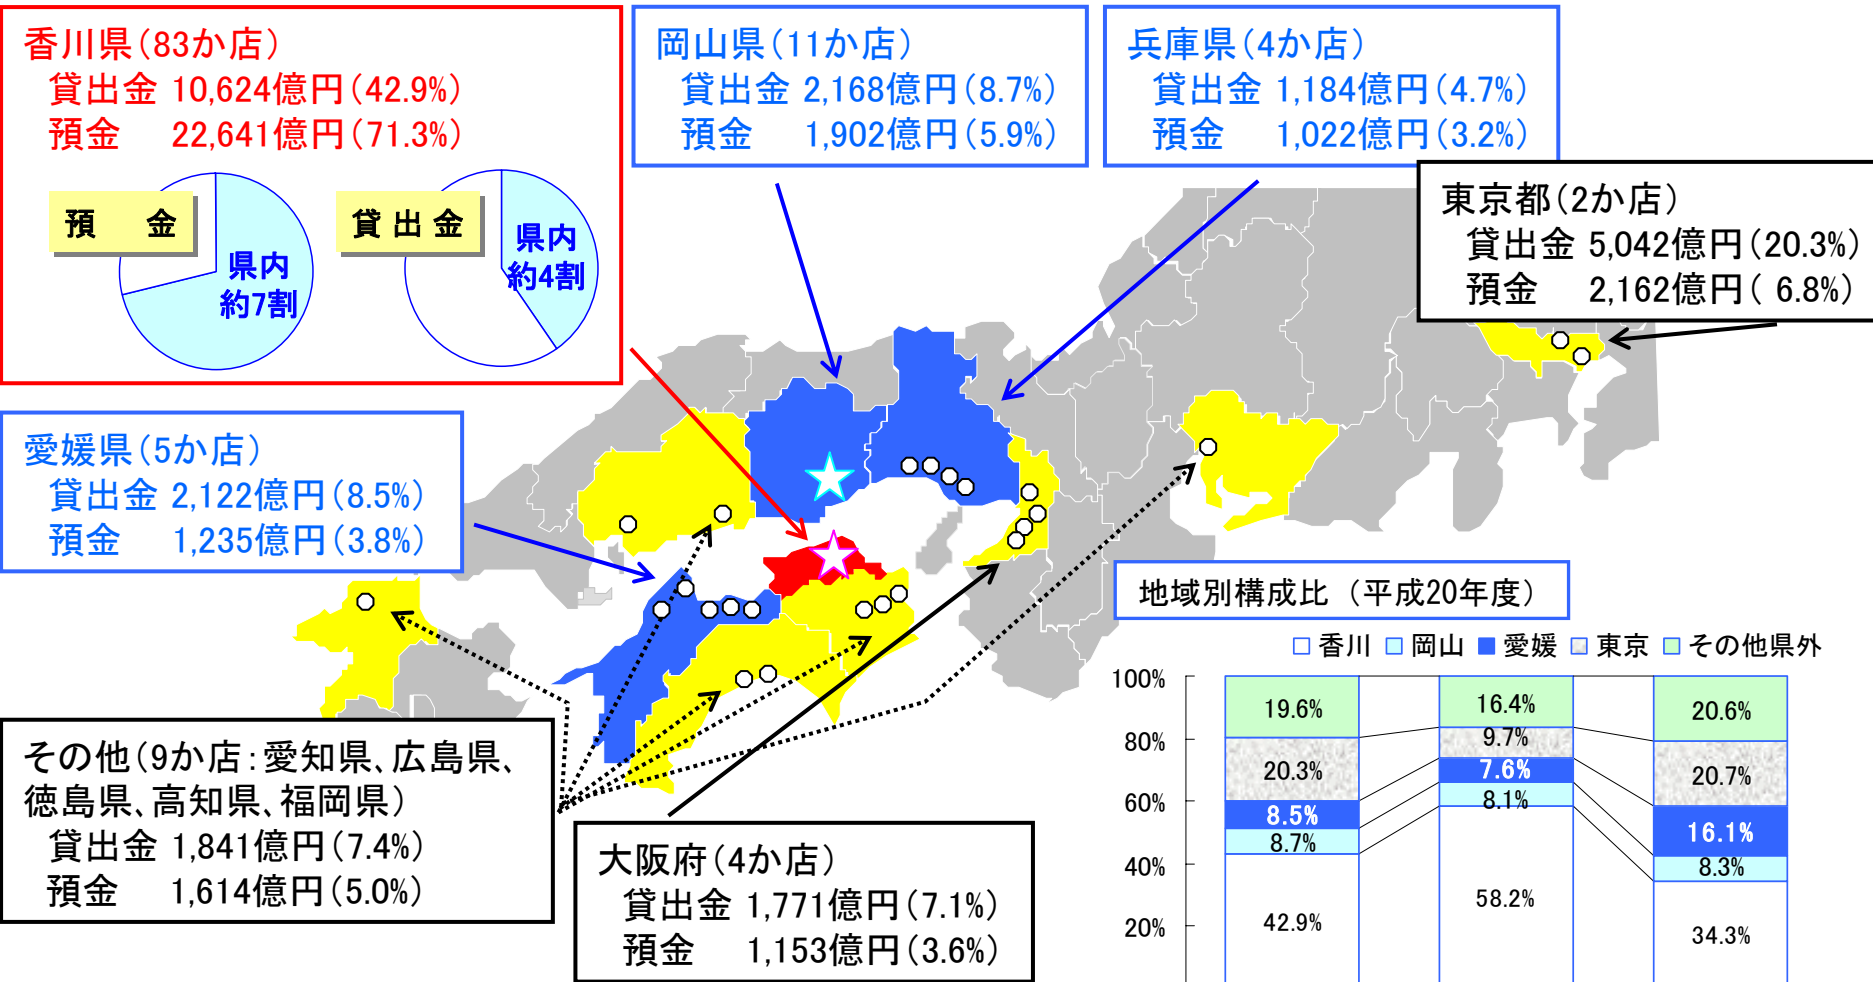 香川県（83か店）
貸出金 10,624億円（42.9%）
預金 22,641億円（71.3%）
預 金
県内
約7割
貸出金
県内
約4割
岡山県（11か店）
貸出金 2,168億円（8.7%）
預金 1,902億円（5.9%）
兵庫県（4か店）
貸出金 1,184億円（4.7%）
預金 1,022億円（3.2%）
東京都（2か店）
貸出金 5,042億円（20.3%）
預金 2,162億円（ 6.8%）
愛媛県（5か店）
貸出金 2,122億円（8.5%）
預金 1,235億円（3.8%）
その他（9か店：愛知県、広島県、
徳島県、高知県、福岡県）
貸出金 1,841億円（7.4%）
預金 1,614億円（5.0%）
大阪府（4か店）
貸出金 1,771億円（7.1%）
預金 1,153億円（3.6%）
地域別構成比（平成20年度）
香川 岡山 愛媛 東京 その他県外
100%
80%
60%
40%
20%
19.6%
20.3%
8.5%
8.7%
42.9%
16.4%
9.7%
7.6%
8.1%
58.2%
20.6%
20.7%
16.1%
8.3%
34.3%